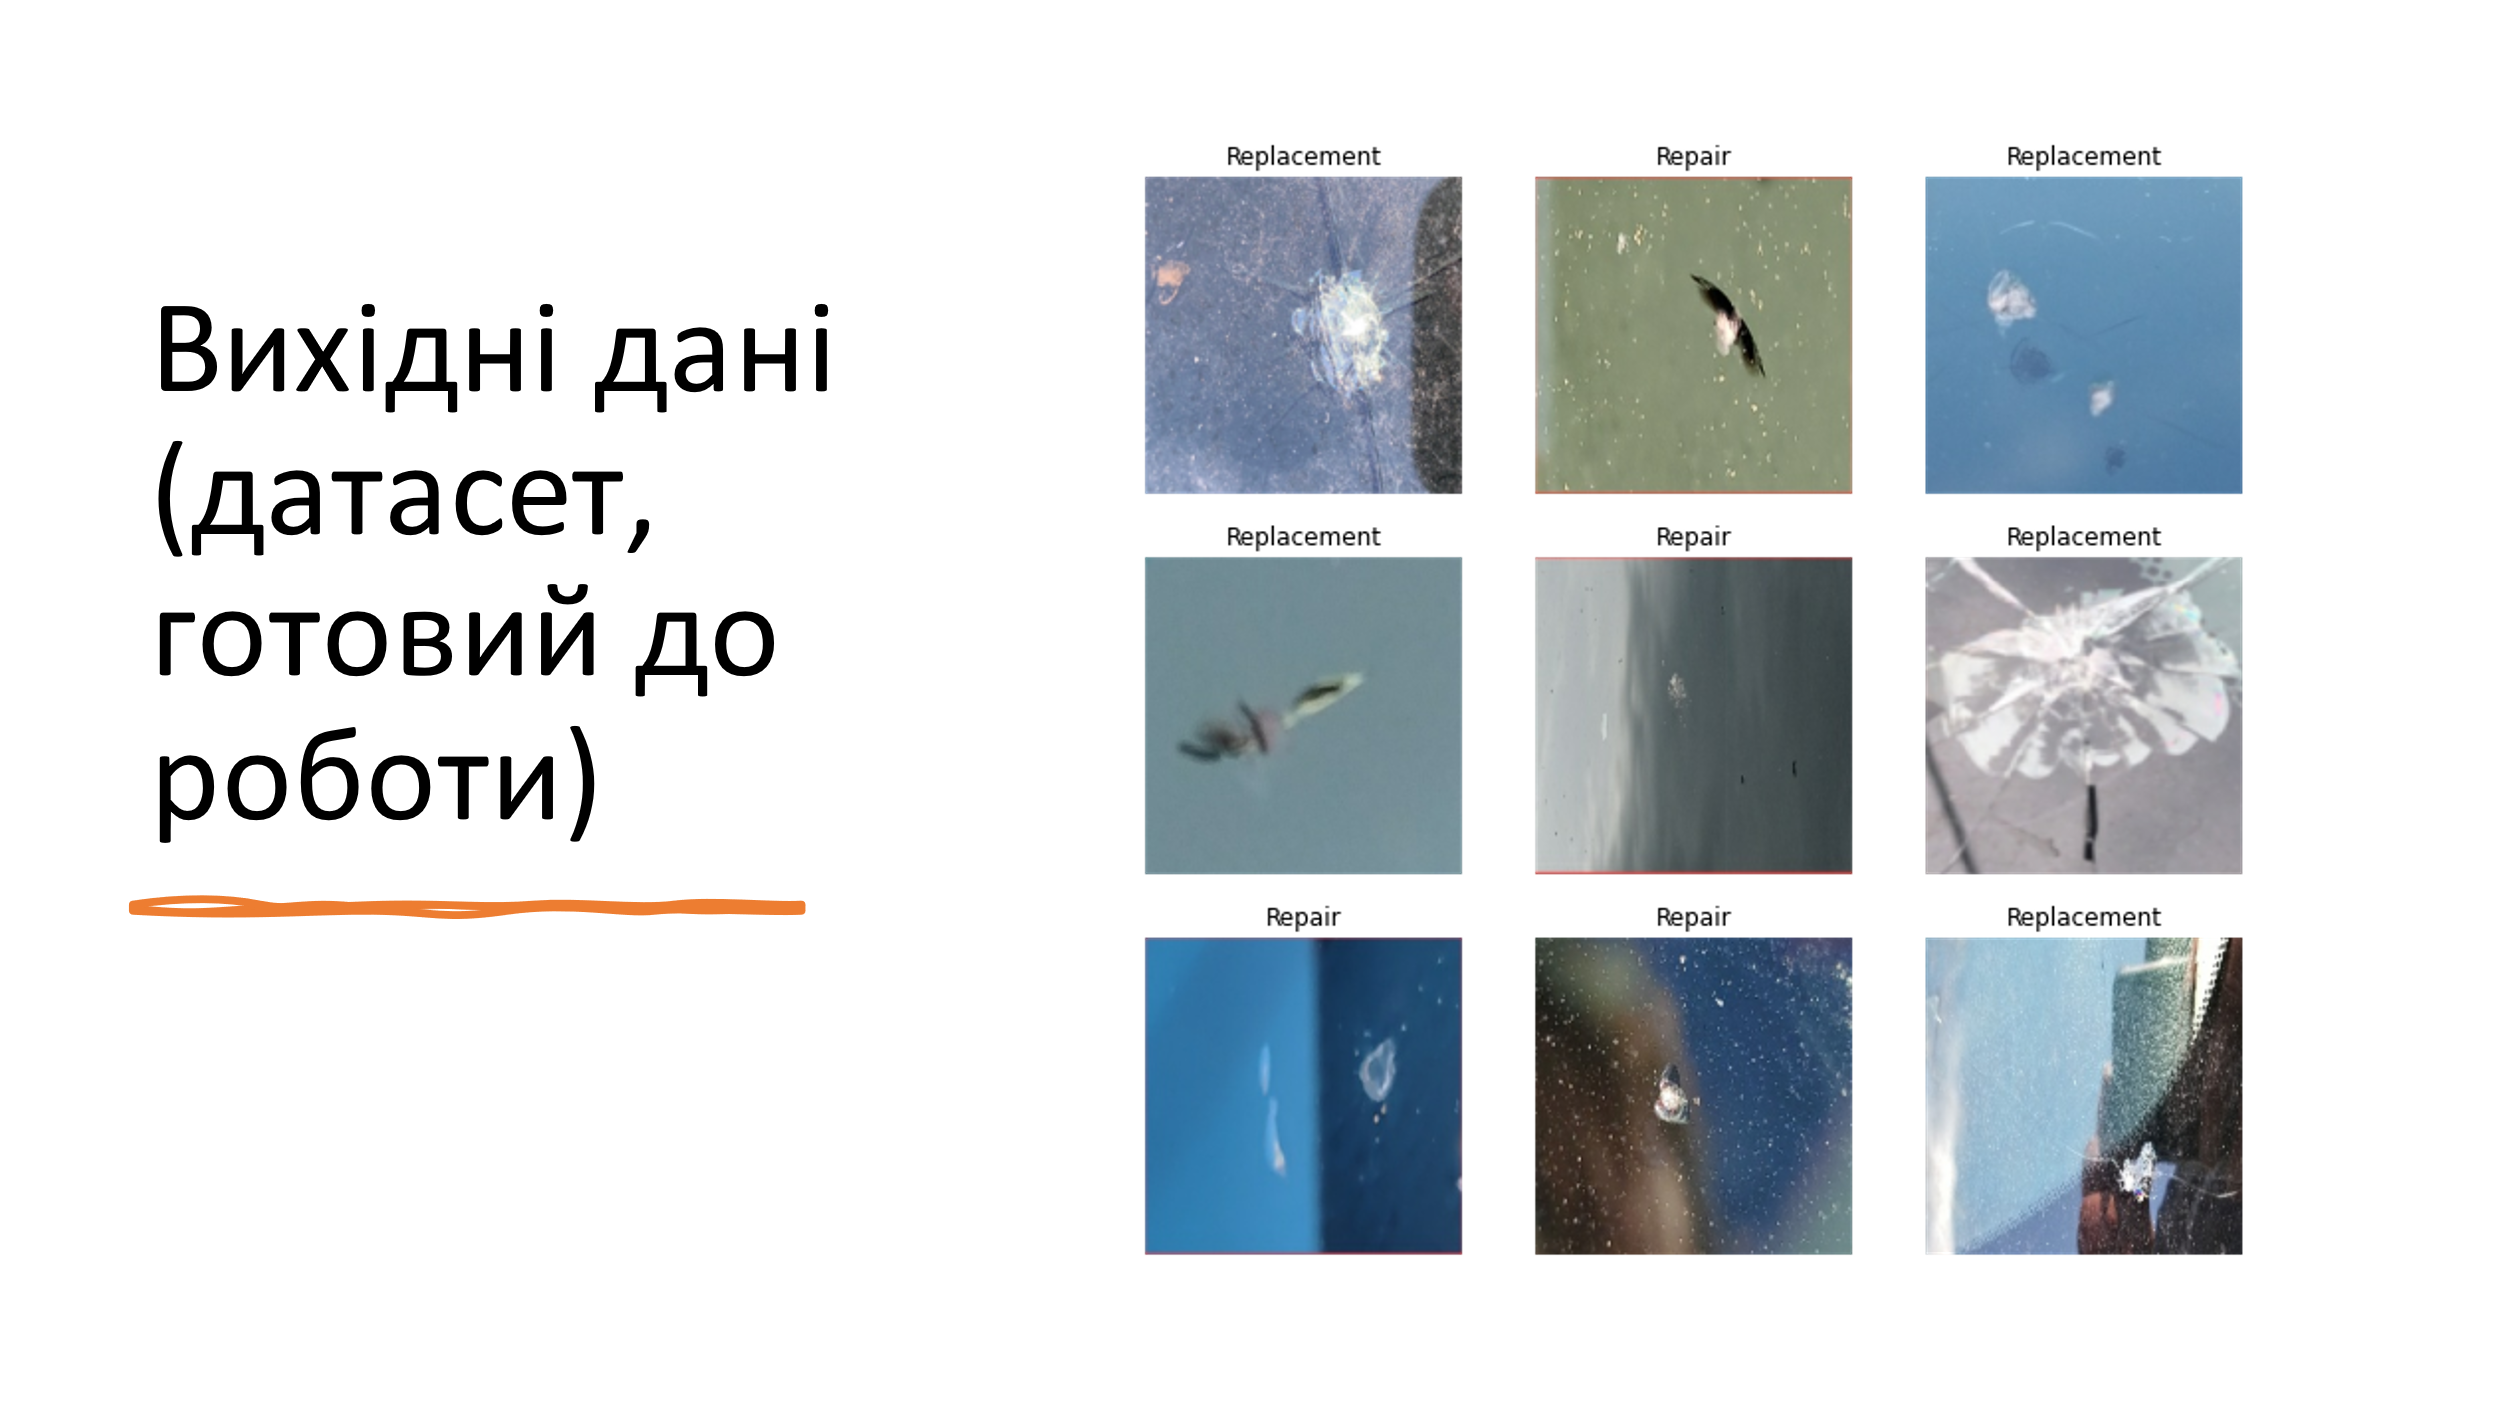 Вихідні дані
(датасет,
готовий до
роботи)
Replacement
Repair
Replacement
Replacement
Repair
Replacement
Repair
Repair
Replacement